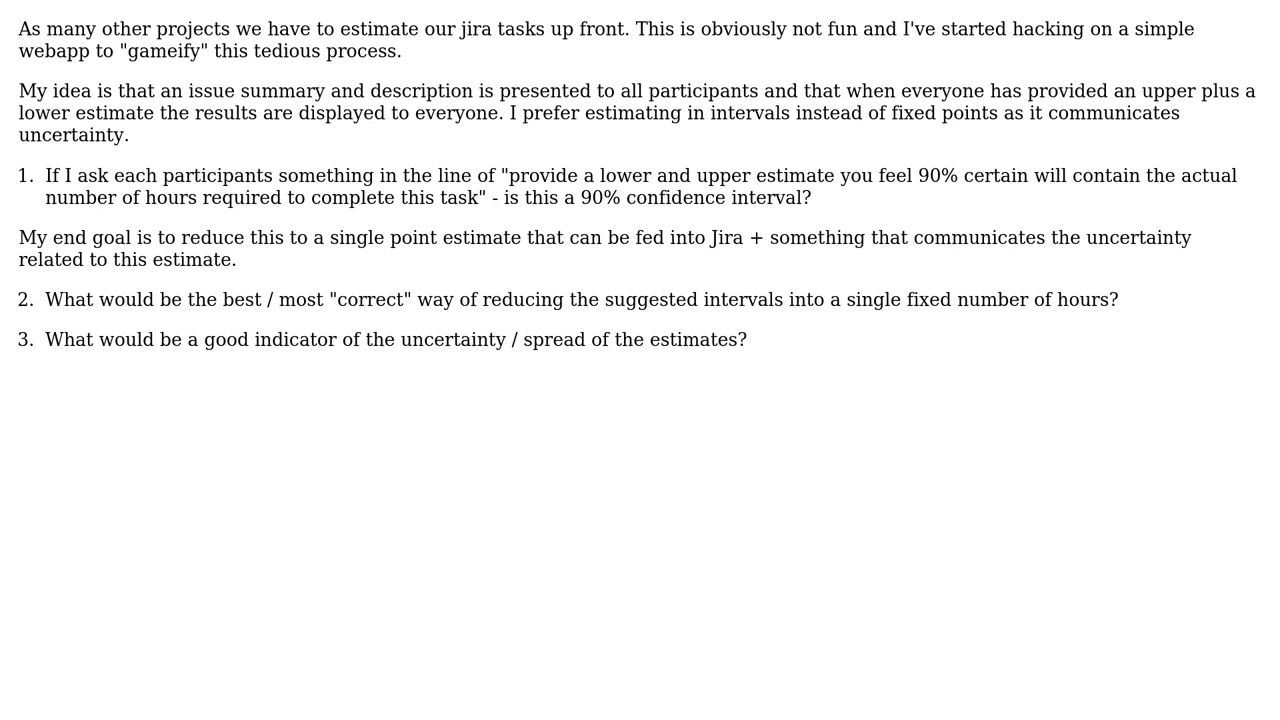 As many other projects we have to estimate our jira tasks up front. This is obviously not fun and I've started hacking on a simple
webapp to "gameify" this tedious process.
My idea is that an issue summary and description is presented to all participants and that when everyone has provided an upper plus a
lower estimate the results are displayed to everyone. I prefer estimating in intervals instead of fixed points as it communicates
uncertainty.
1. If I ask each participants something in the line of "provide a lower and upper estimate you feel 90% certain will contain the actual
number of hours required to complete this task" - is this a 90% confidence interval?
My end goal is to reduce this to a single point estimate that can be fed into Jira + something that communicates the uncertainty
related to this estimate.
2. What would be the best / most "correct" way of reducing the suggested intervals into a single fixed number of hours?
3. What would be a good indicator of the uncertainty / spread of the estimates?